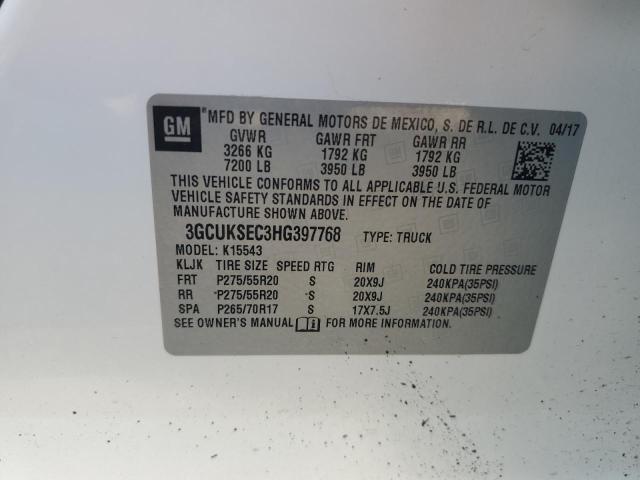 GM
®MFD BY GENERAL MOTORS DE MEXICO, S. DE R.L. DE C.V. 04/17
GVWR GAWR FRT GAWR RR
3266 KG 1792 KG 1792 KG
7200 LB 3950 LB 3950 LB
THIS VEHICLE CONFORMS TO ALL APPLICABLE U.S. FEDERAL MOTOR
VEHICLE SAFETY STANDARDS IN EFFECT ON THE DATE OF
MANUFACTURE SHOWN ABOVE.
3GCUKSEC3HG397768 TYPE: TRUCK
MODEL: K15543
KLJK TIRE SIZE SPEED RTG RIM COLD TIRE PRESSURE
FRT P275/55R20 S 20X9J 240KPA(35PSI)
RR P275/55R20 S 20X9J 240KPA(35PSI)
SPA P265/70R17 S 17X7.5J 240KPA(35PSI)
SEE OWNER'S MANUAL FOR MORE INFORMATION.